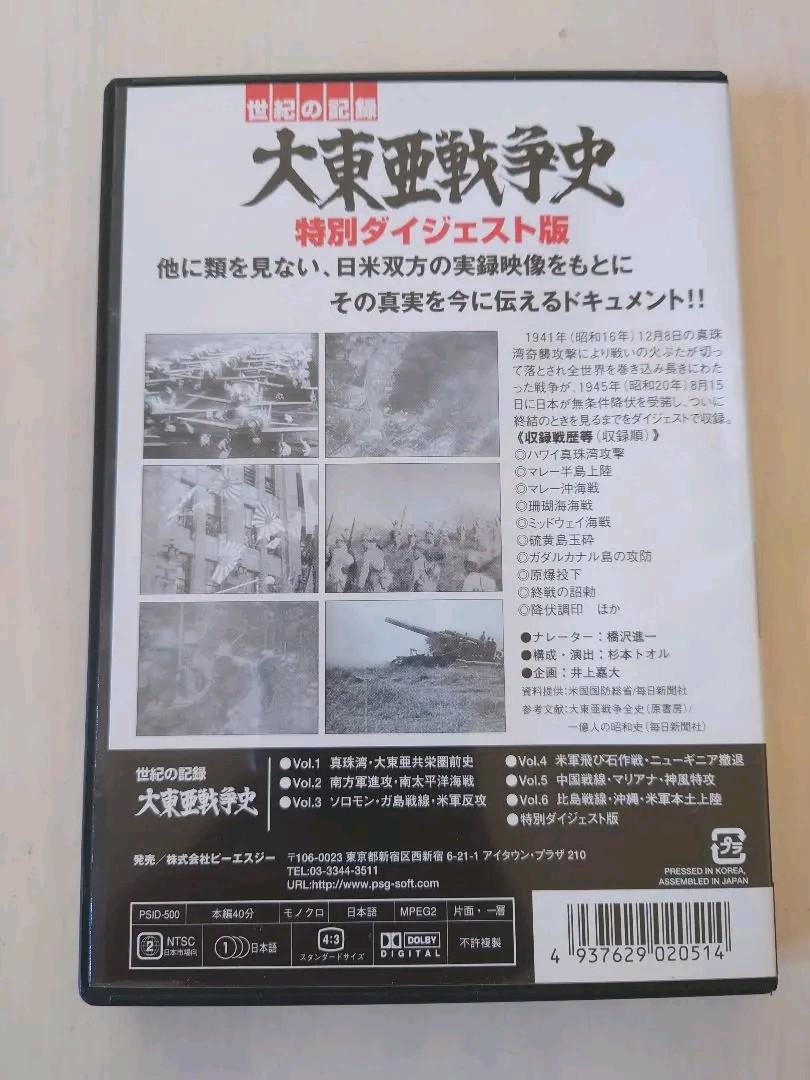 世紀の記録
大東亜戦争史
特別ダイジェスト版
他に類を見ない、日米双方の実録映像をもとに
その真実を今に伝えるドキュメント!!
1941年(昭和16年)12月8日の真珠
湾奇襲攻撃により戦いの火ぶたが切っ
て落とされ全世界を巻き込み長きにわた
った戦争が、1945年(昭和20年)8月15
日に日本が無条件降伏を受諾し、ついに
終結のときを見るまでをダイジェストで収録。
《収録戦歴等(収録順)》
◎ハワイ真珠湾攻撃
◎マレー半島上陸
◎マレー沖海戦
◎珊瑚海海戦
◎ミッドウェイ海戦
◎硫黄島玉砕
◎ガダルカナル島の攻防
◎原爆投下
◎終戦の詔勅
◎降伏調印 ほか
●ナレーター:橋沢進一
●構成・演出:杉本トオル
●企画:井上嘉大
資料提供:米国国防総省/毎日新聞社
参考文献:大東亜戦争全史(原書房)/
一億人の昭和史(毎日新聞社)
世紀の記録
大東亜戦争史
●Vol.1 真珠湾・大東亜共栄圏前史
●Vol.2 南方軍進攻・南太平洋海戦
●Vol.3 ソロモン・ガ島戦線・米軍反攻
●Vol.4 米軍飛び石作戦・ニューギニア撤退
●Vol.5 中国戦線・マリアナ・神風特攻
●Vol.6 比島戦線・沖縄・米軍本土上陸
●特別ダイジェスト版
発売/株式会社ピーエスジー
〒106-0023 東京都新宿区西新宿 6-21-1 アイタウン・プラザ 210
TEL:03-3344-3511
URL:http://www.psg-soft.com
プラ
PRESSED IN KOREA,
ASSEMBLED IN JAPAN
PSID-500 本編40分 モノクロ 日本語 MPEG2 片面・一層
2 NTSC 日本市場向 1 日本語 4:3 スタンダードサイズ DOLBY DIGITAL 不許複製
4 937629 020514